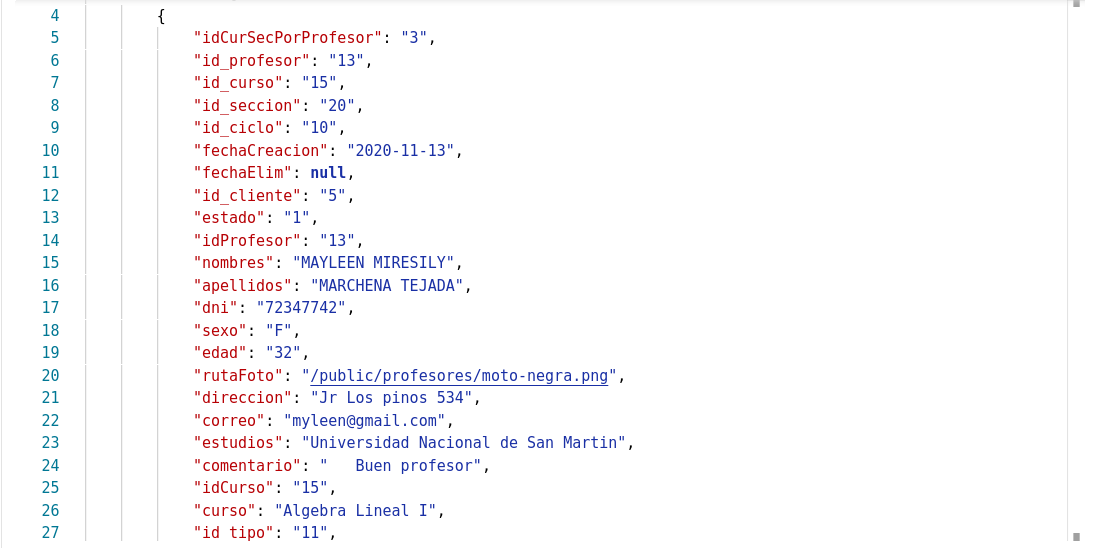 4 {
5 "idCurSecPorProfesor": "3",
6 "id_profesor": "13",
7 "id_curso": "15",
8 "id_seccion": "20",
9 "id_ciclo": "10",
10 "fechaCreacion": "2020-11-13",
11 "fechaElim": null,
12 "id_cliente": "5",
13 "estado": "1",
14 "idProfesor": "13",
15 "nombres": "MAYLEEN MIRESILY",
16 "apellidos": "MARCHENA TEJADA",
17 "dni": "72347742",
18 "sexo": "F",
19 "edad": "32",
20 "rutaFoto": "/public/profesores/moto-negra.png",
21 "direccion": "Jr Los pinos 534",
22 "correo": "myleen@gmail.com",
23 "estudios": "Universidad Nacional de San Martin",
24 "comentario": "   Buen profesor",
25 "idCurso": "15",
26 "curso": "Algebra Lineal I",
27 "id_tipo": "11",